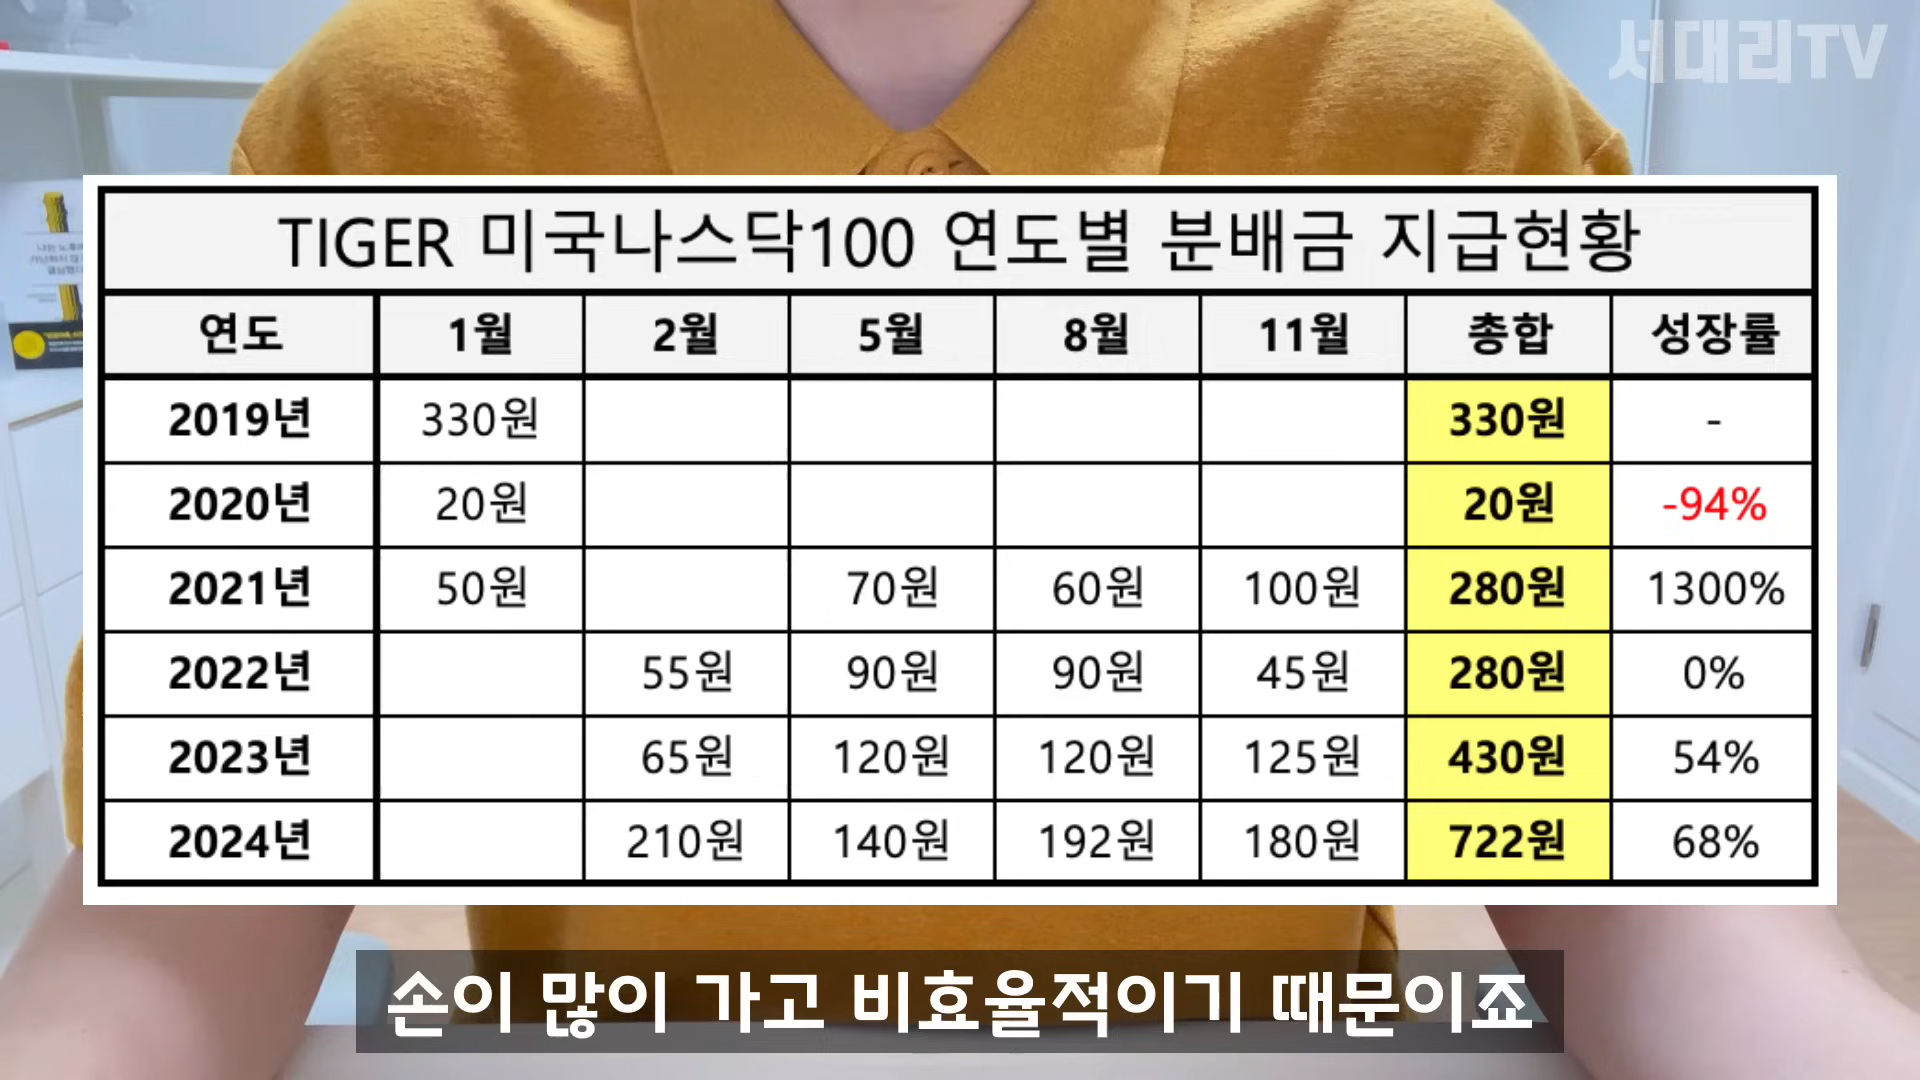 서대리TV
TIGER 미국나스닥100 연도별 분배금 지급현황
연도 1월 2월 5월 8월 11월 총합 성장률
2019년 330원 330원 -
2020년 20원 20원 -94%
2021년 50원 70원 60원 100원 280원 1300%
2022년 55원 90원 90원 45원 280원 0%
2023년 65원 120원 120원 125원 430원 54%
2024년 210원 140원 192원 180원 722원 68%
손이 많이 가고 비효율적이기 때문이죠